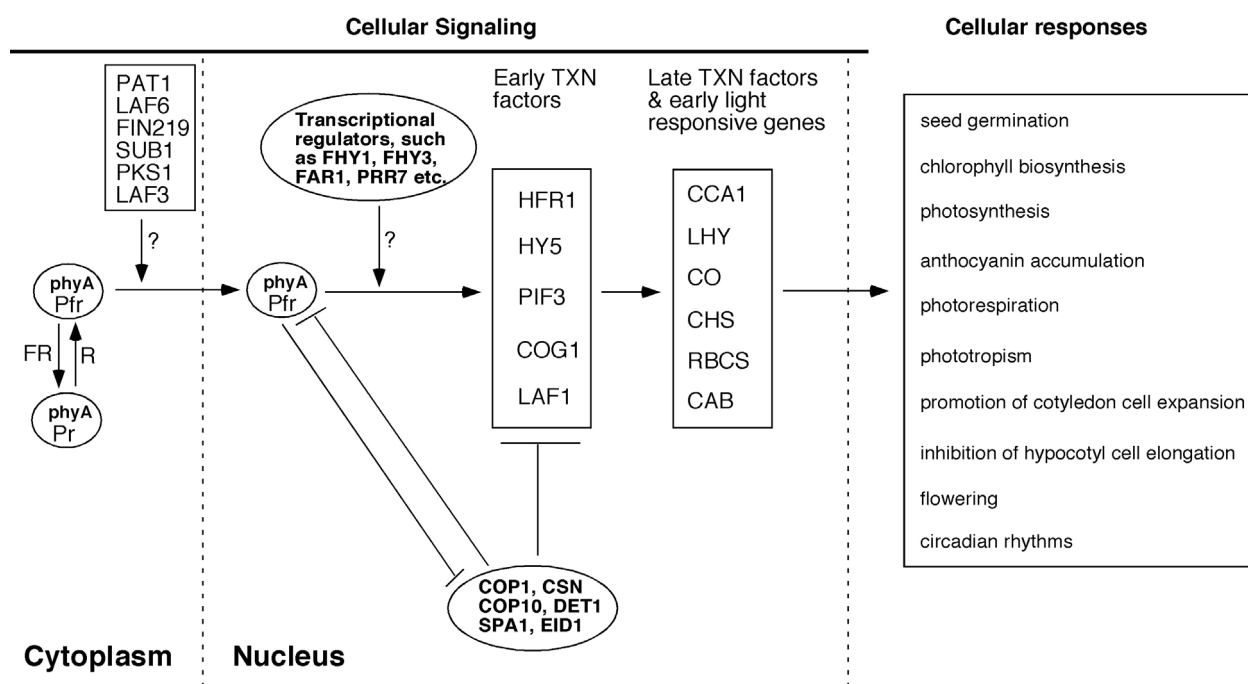 Cellular Signaling
Cellular responses
PAT1
LAF6
FIN219
SUB1
PKS1
LAF3
?
phyA
Pfr
FR
R
phyA
Pr
Transcriptional
regulators, such
as FHY1, FHY3,
FAR1, PRR7 etc.
?
phyA
Pfr
Early TXN
factors
HFR1
HY5
PIF3
COG1
LAF1
Late TXN factors
& early light
responsive genes
CCA1
LHY
CO
CHS
RBCS
CAB
COP1, CSN
COP10, DET1
SPA1, EID1
seed germination
chlorophyll biosynthesis
photosynthesis
anthocyanin accumulation
photorespiration
phototropism
promotion of cotyledon cell expansion
inhibition of hypocotyl cell elongation
flowering
circadian rhythms
Cytoplasm
Nucleus